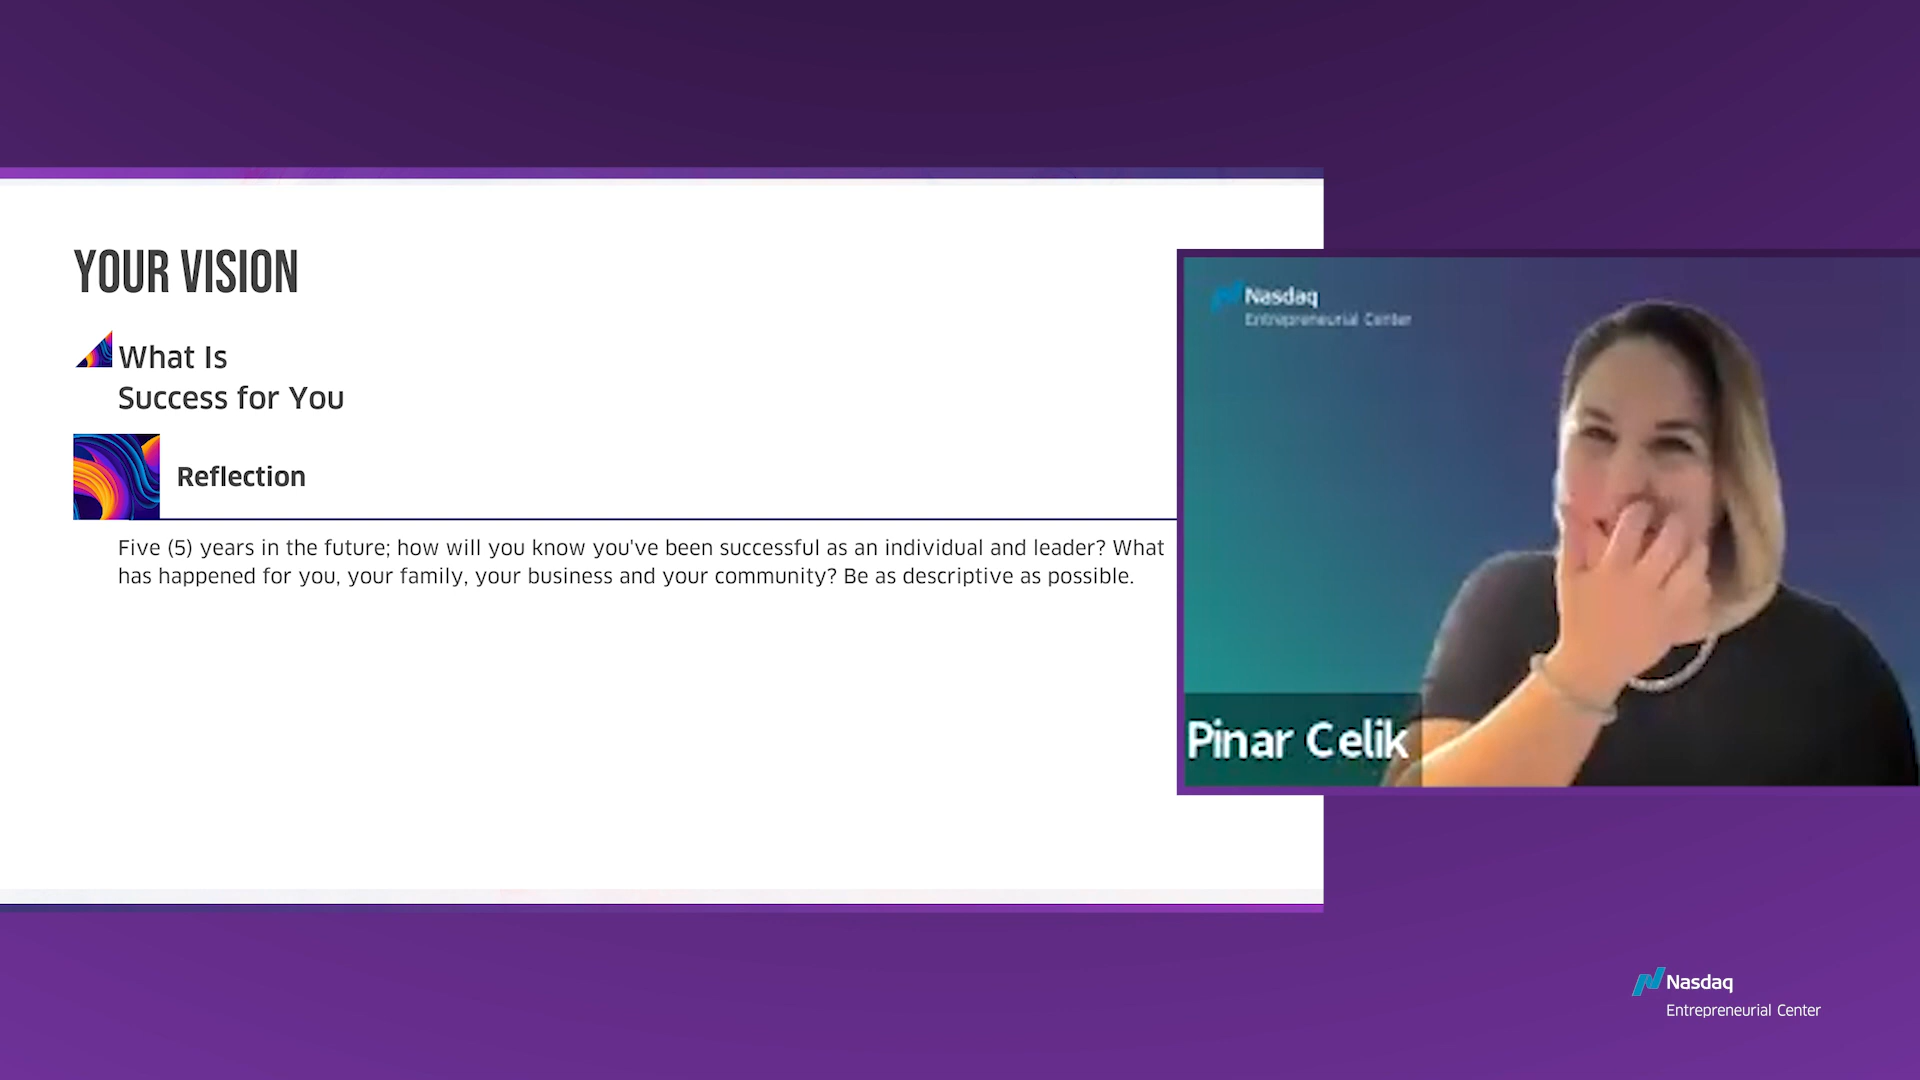 YOUR VISION
What Is
Success for You
Reflection
Five (5) years in the future; how will you know you've been successful as an individual and leader? What
has happened for you, your family, your business and your community? Be as descriptive as possible.
Nasdaq
Entrepreneurial Center
Pinar Celik
Nasdaq
Entrepreneurial Center